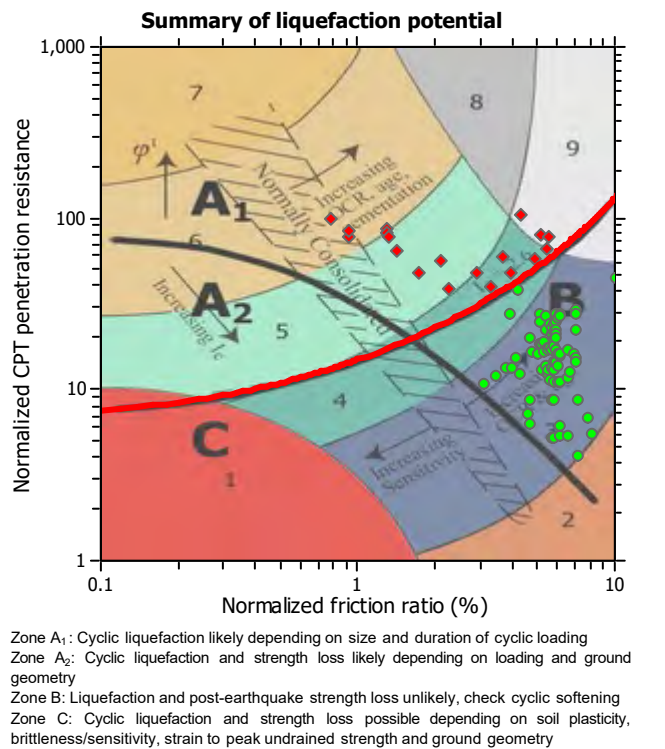 Summary of liquefaction potential
1,000
7
8
9
φ'
Increasing
OCR, age,
cementation
Normally Consolidated
A1
100
6
A2
B
Increasing Ic
5
10
4
C
1
Increasing
Sensitivity
2
1
0.1
1
10
Normalized CPT penetration resistance
Normalized friction ratio (%)
Zone A1: Cyclic liquefaction likely depending on size and duration of cyclic loading
Zone A2: Cyclic liquefaction and strength loss likely depending on loading and ground
geometry
Zone B: Liquefaction and post-earthquake strength loss unlikely, check cyclic softening
Zone C: Cyclic liquefaction and strength loss possible depending on soil plasticity,
brittleness/sensitivity, strain to peak undrained strength and ground geometry